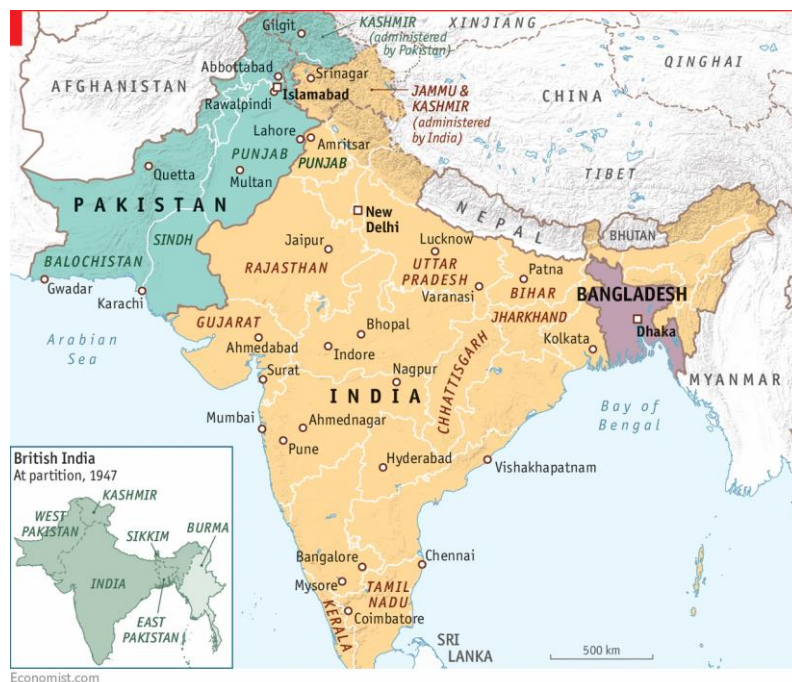 Gilgit
KASHMIR
(administered
by Pakistan)
XINJIANG
QINGHAI
AFGHANISTAN
Abbottabad
Srinagar
Rawalpindi
Islamabad
JAMMU &
KASHMIR
(administered
by India)
CHINA
Lahore
Amritsar
PUNJAB
PUNJAB
Quetta
Multan
TIBET
PAKISTAN
New
Delhi
NEPAL
SINDH
BHUTAN
BALOCHISTAN
Jaipur
Lucknow
RAJASTHAN
UTTAR
PRADESH
Patna
Gwadar
Karachi
Varanasi
BIHAR
BANGLADESH
JHARKHAND
GUJARAT
Bhopal
Dhaka
Arabian
Sea
Ahmedabad
Indore
Kolkata
CHHATTISGARH
Surat
Nagpur
MYANMAR
INDIA
Bay of
Bengal
Mumbai
Ahmednagar
Pune
Hyderabad
Vishakhapatnam
British India
At partition, 1947
KASHMIR
WEST
PAKISTAN
SIKKIM
BURMA
INDIA
EAST
PAKISTAN
Bangalore
Chennai
Mysore
TAMIL
NADU
KERALA
Coimbatore
SRI
LANKA
500 km
Economist.com